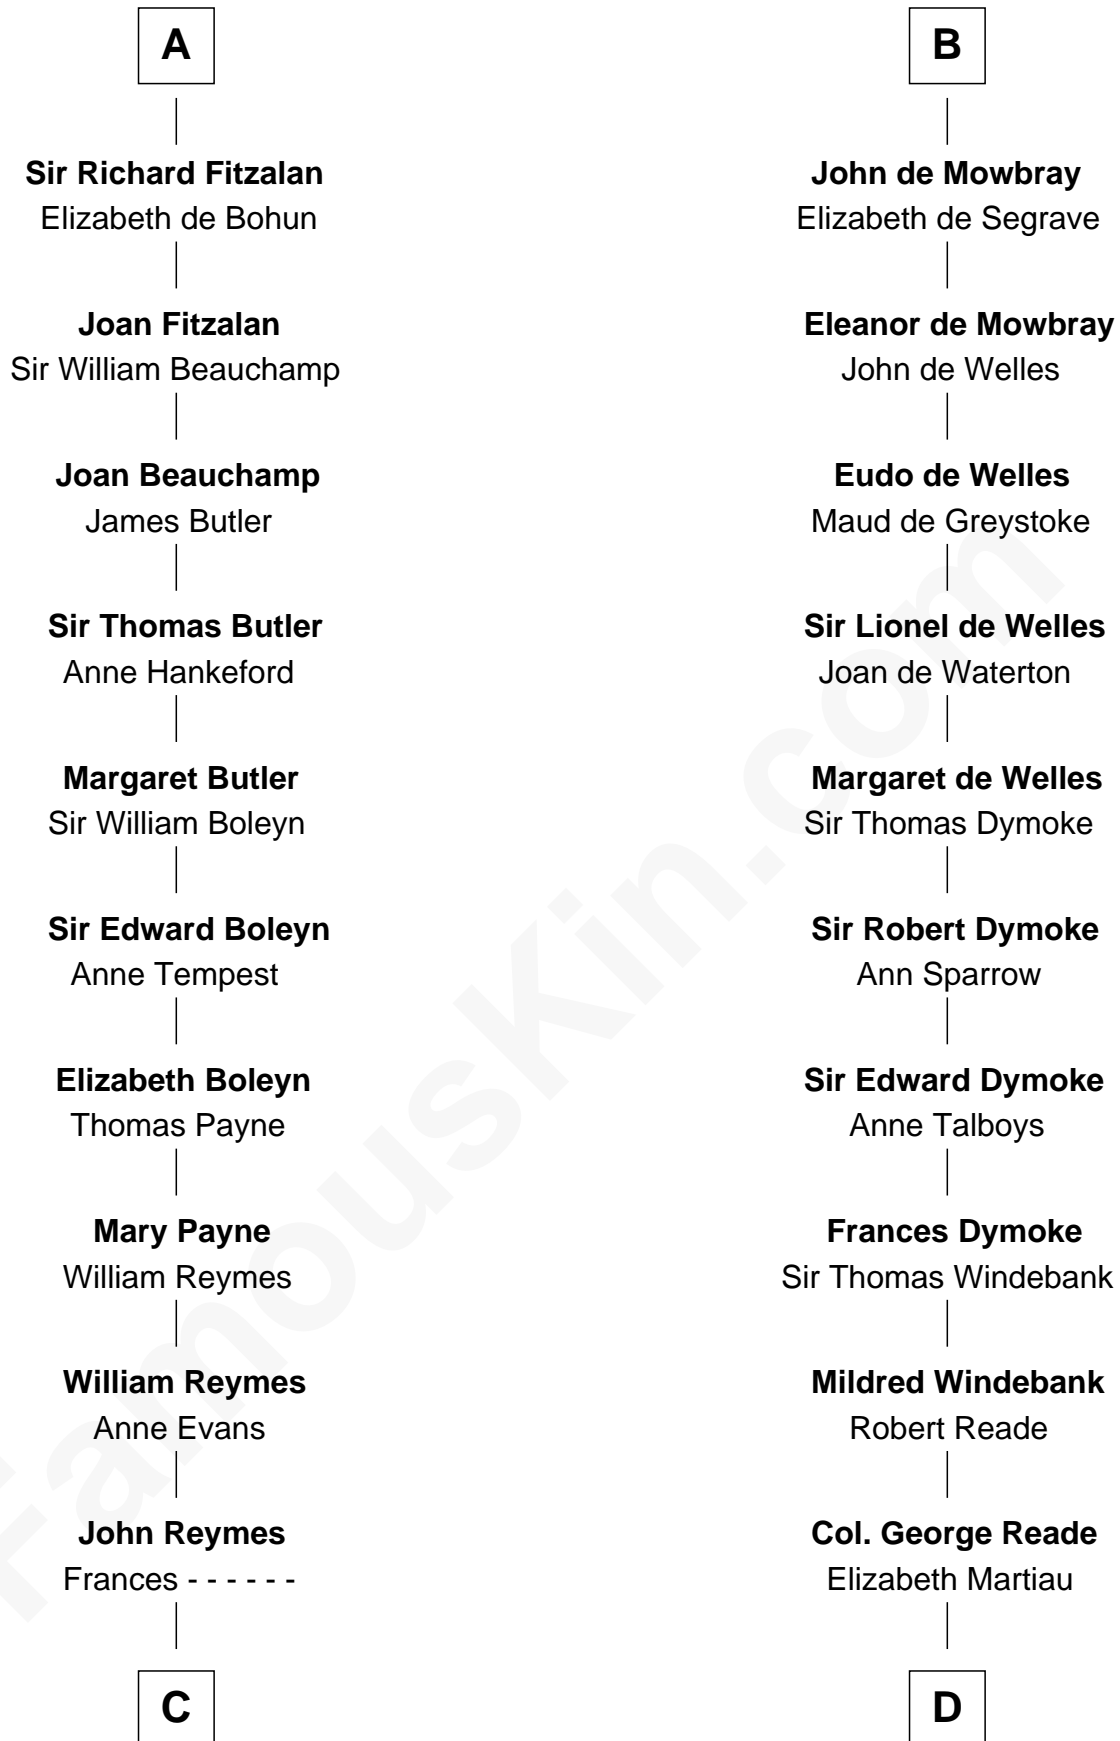 A
Sir Richard Fitzalan
Elizabeth de Bohun
Joan Fitzalan
Sir William Beauchamp
Joan Beauchamp
James Butler
Sir Thomas Butler
Anne Hankeford
Margaret Butler
Sir William Boleyn
Sir Edward Boleyn
Anne Tempest
Elizabeth Boleyn
Thomas Payne
Mary Payne
William Reymes
William Reymes
Anne Evans
John Reymes
Frances - - - - - -
C
B
John de Mowbray
Elizabeth de Segrave
Eleanor de Mowbray
John de Welles
Eudo de Welles
Maud de Greystoke
Sir Lionel de Welles
Joan de Waterton
Margaret de Welles
Sir Thomas Dymoke
Sir Robert Dymoke
Ann Sparrow
Sir Edward Dymoke
Anne Talboys
Frances Dymoke
Sir Thomas Windebank
Mildred Windebank
Robert Reade
Col. George Reade
Elizabeth Martiau
D
FamousKin.com